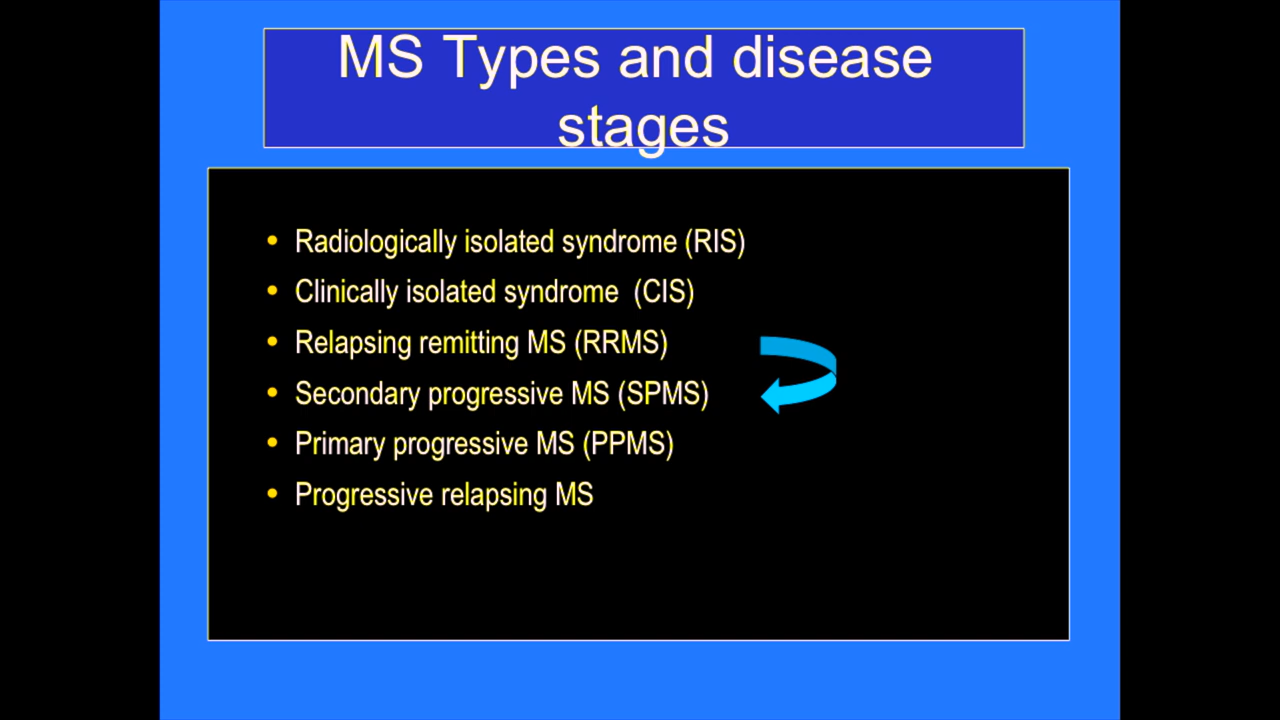 MS Types and disease
stages
• Radiologically isolated syndrome (RIS)
• Clinically isolated syndrome (CIS)
• Relapsing remitting MS (RRMS)
• Secondary progressive MS (SPMS)
• Primary progressive MS (PPMS)
• Progressive relapsing MS